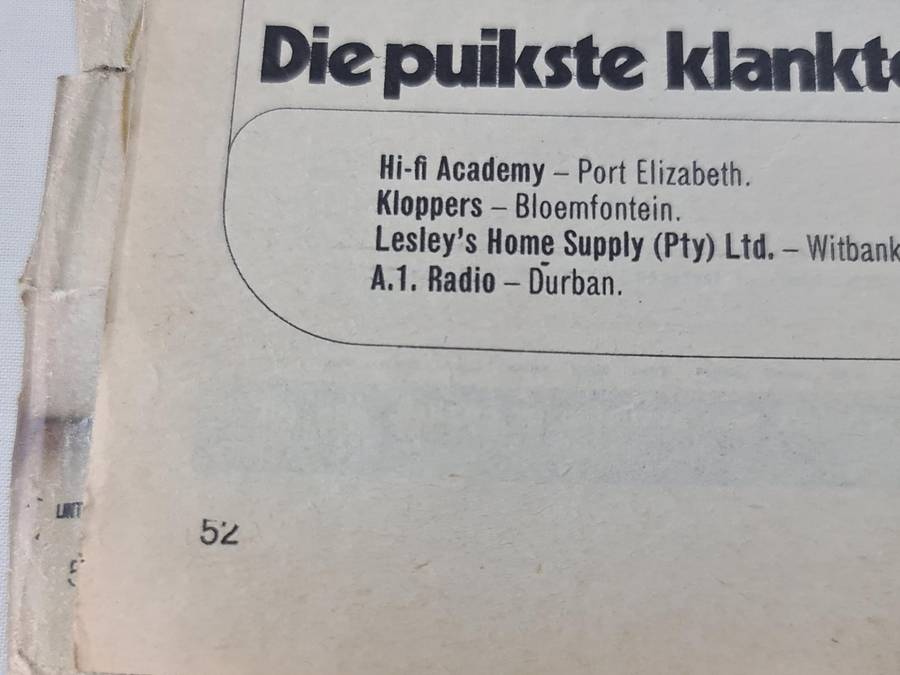 Die puikste klankt
Hi-fi Academy – Port Elizabeth.
Kloppers – Bloemfontein.
Lesley's Home Supply (Pty) Ltd. – Witbank
A.1. Radio – Durban.
52